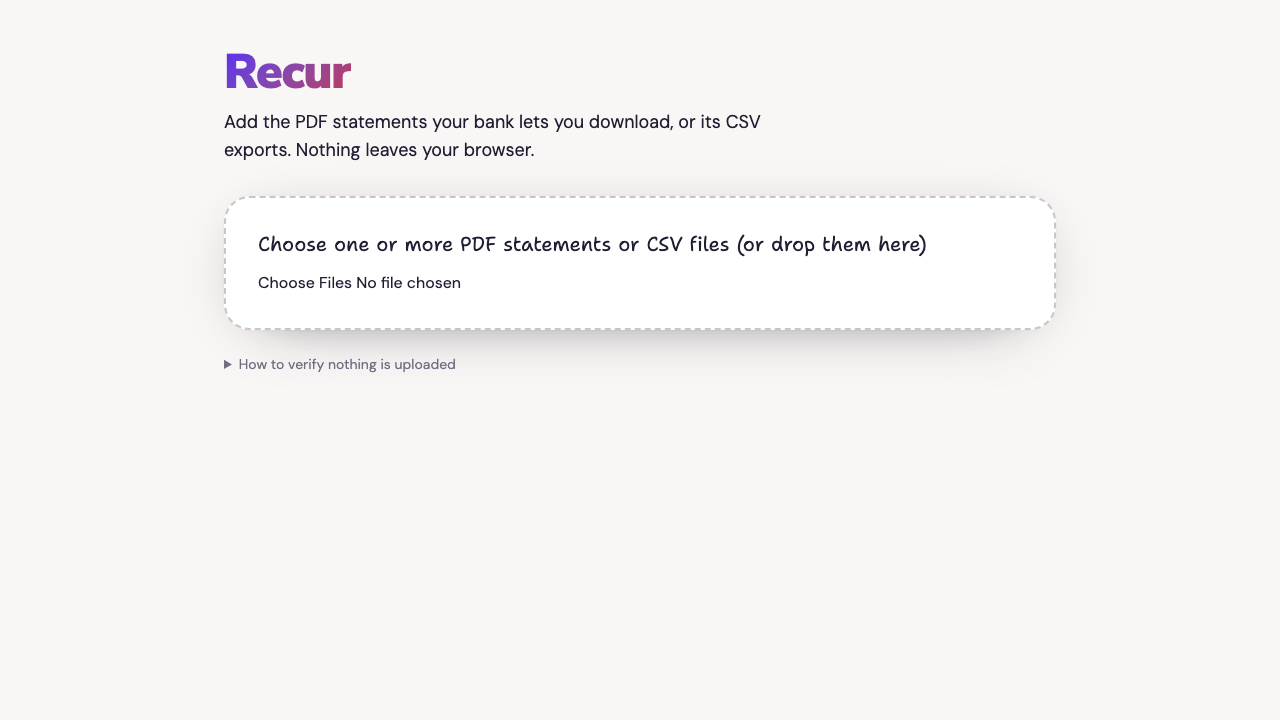 Recur
Add the PDF statements your bank lets you download, or its CSV
exports. Nothing leaves your browser.
Choose one or more PDF statements or CSV files (or drop them here)
Choose Files No file chosen
How to verify nothing is uploaded